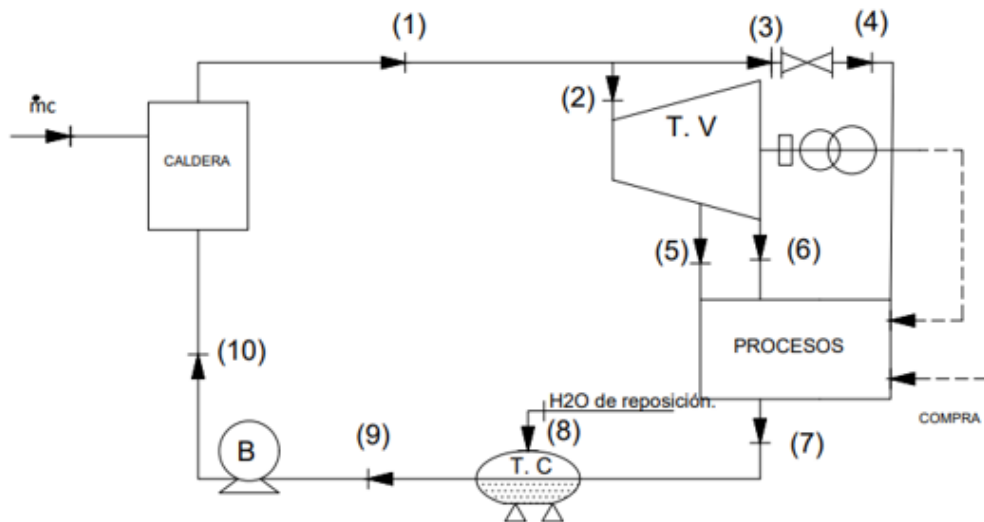 (1)
(3)
(4)
ṁc
(2)
T. V
CALDERA
(5)
(6)
PROCESOS
(10)
H2O de reposición.
COMPRA
(9)
(8)
(7)
B
T. C